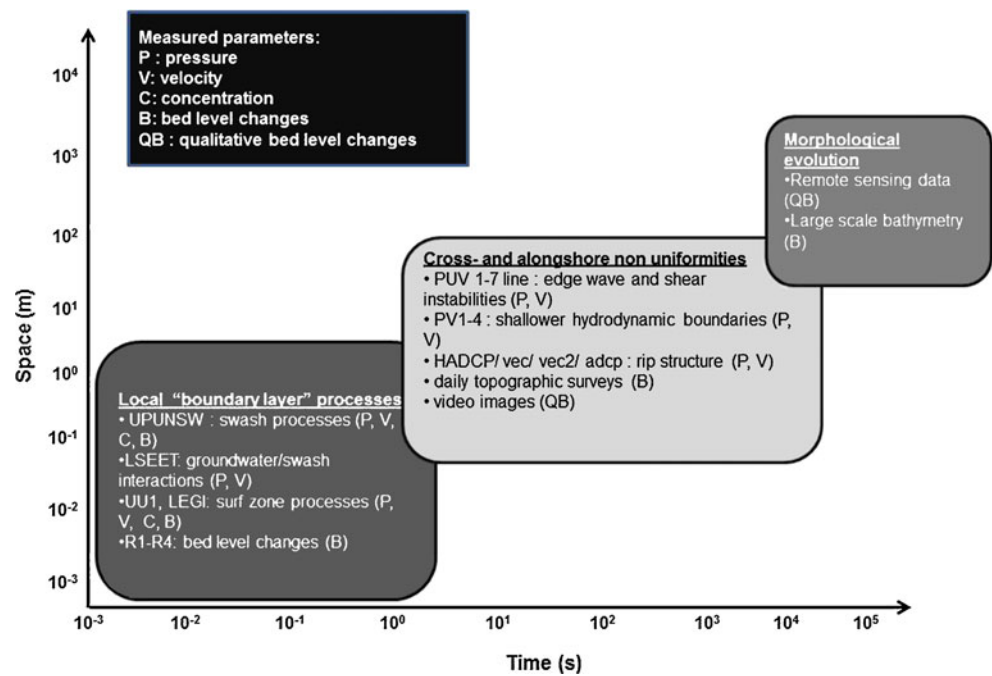 Measured parameters:
P : pressure
V: velocity
C: concentration
B: bed level changes
QB : qualitative bed level changes
Morphological
evolution
•Remote sensing data
(QB)
•Large scale bathymetry
(B)
Cross- and alongshore non uniformities
• PUV 1-7 line : edge wave and shear
instabilities (P, V)
• PV1-4 : shallower hydrodynamic boundaries (P,
V)
• HADCP/ vec/ vec2/ adcp : rip structure (P, V)
• daily topographic surveys (B)
• video images (QB)
Local "boundary layer" processes
• UPUNSW : swash processes (P, V,
C, B)
•LSEET: groundwater/swash
interactions (P, V)
•UU1, LEGI: surf zone processes (P,
V, C, B)
•R1-R4: bed level changes (B)
Space (m)
10⁴
10³
10²
10¹
10⁰
10⁻¹
10⁻²
10⁻³
10⁻³ 10⁻² 10⁻¹ 10⁰ 10¹ 10² 10³ 10⁴ 10⁵
Time (s)